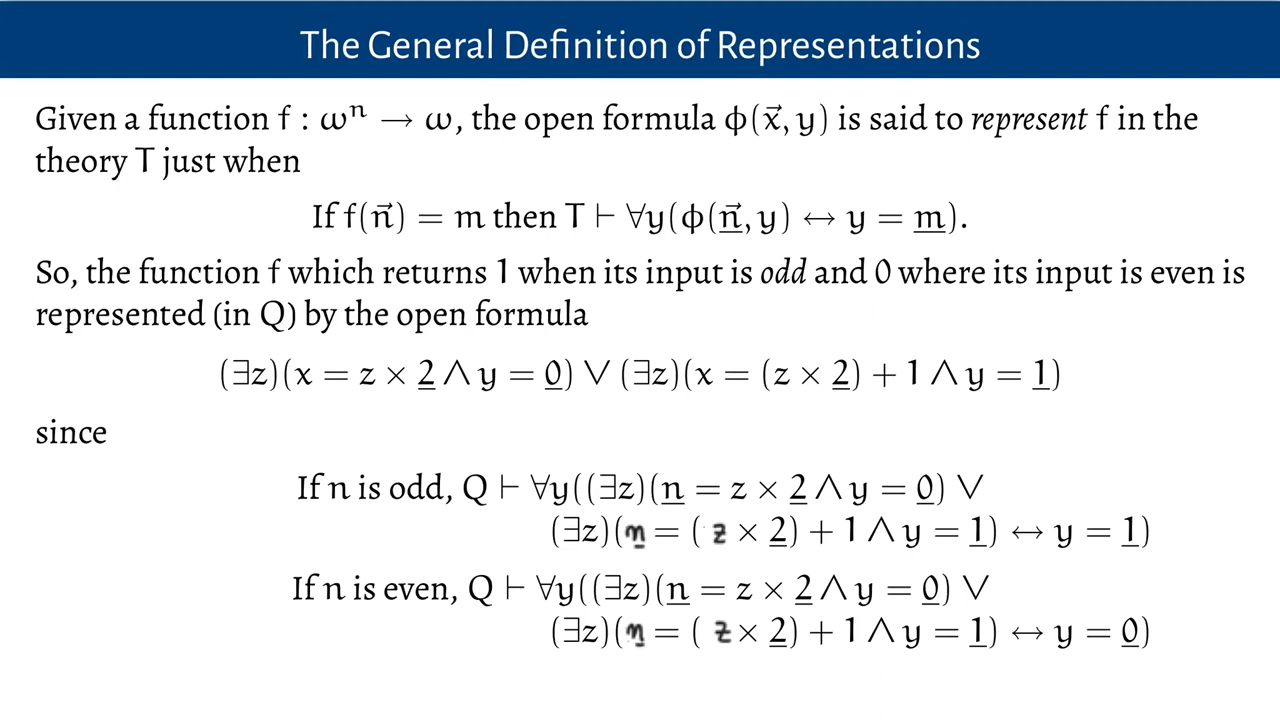 The General Definition of Representations
Given a function f : ωⁿ → ω, the open formula ϕ(x⃗, y) is said to represent f in the
theory T just when
If f(n⃗) = m then T ⊢ ∀y(ϕ(n̲⃗, y) ↔ y = m̲).
So, the function f which returns 1 when its input is odd and 0 where its input is even is
represented (in Q) by the open formula
(∃z)(x = z × 2̲ ∧ y = 0̲) ∨ (∃z)(x = (z × 2̲) + 1 ∧ y = 1̲)
since
If n is odd, Q ⊢ ∀y((∃z)(n̲ = z × 2̲ ∧ y = 0̲) ∨
(∃z)(n̲ = ( z × 2̲) + 1 ∧ y = 1̲) ↔ y = 1̲)
If n is even, Q ⊢ ∀y((∃z)(n̲ = z × 2̲ ∧ y = 0̲) ∨
(∃z)(n̲ = ( z × 2̲) + 1 ∧ y = 1̲) ↔ y = 0̲)